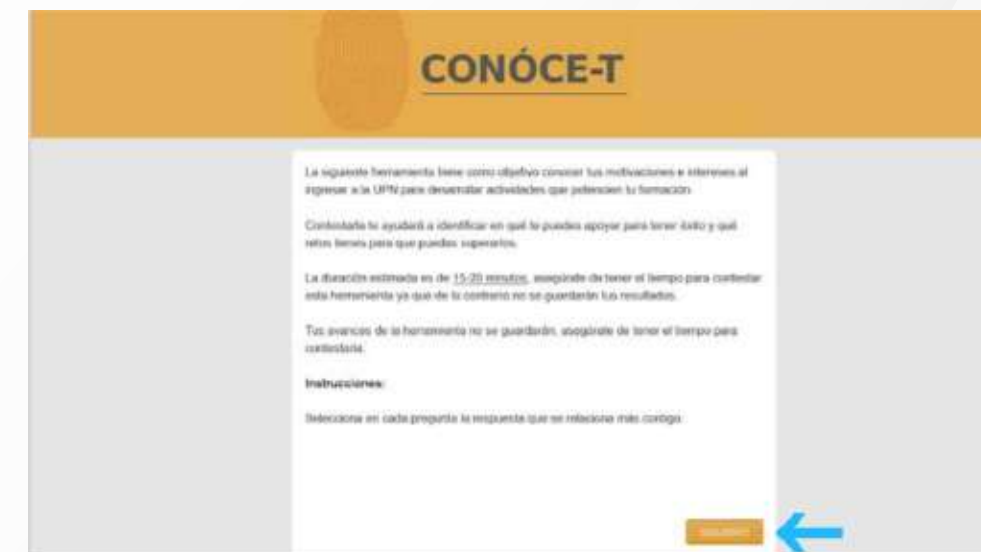 CONÓCE-T
La siguiente herramienta tiene como objetivo conocer tus motivaciones e intereses al
ingresar a la UPN para desarrollar actividades que potencien tu formación.
Contestarla te ayudará a identificar en qué te puedes apoyar para tener éxito y qué
retos tienes para que puedas superarlos.
La duración estimada es de 15-20 minutos, asegúrate de tener el tiempo para contestar
esta herramienta ya que de lo contrario no se guardarán tus resultados.
Tus avances de la herramienta no se guardarán, asegúrate de tener el tiempo para
contestarla.
Instrucciones:
Selecciona en cada pregunta la respuesta que se relaciona más contigo.